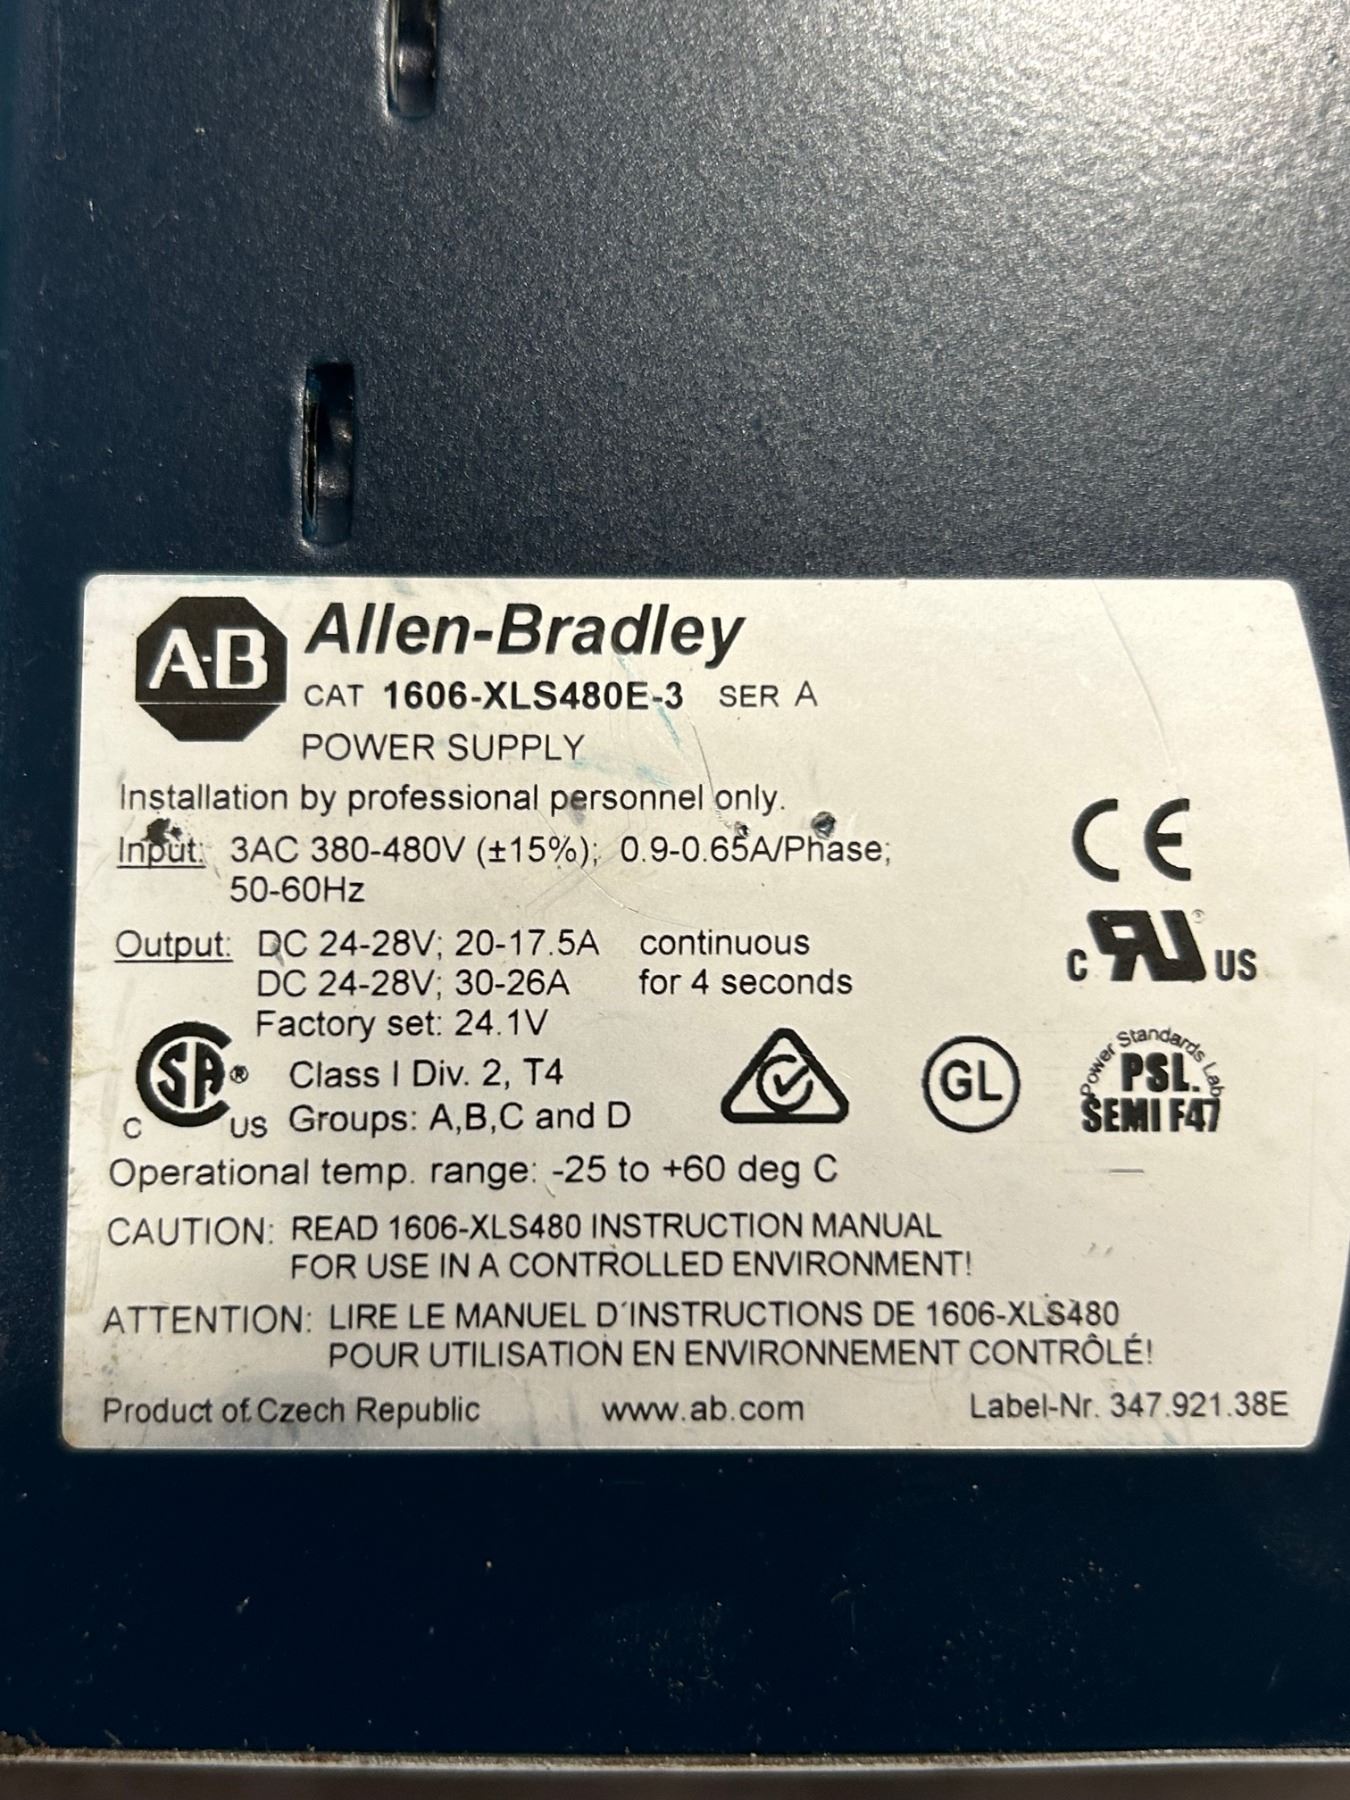 A-B Allen-Bradley
CAT 1606-XLS480E-3 SER A
POWER SUPPLY
Installation by professional personnel only.
Input: 3AC 380-480V (±15%); 0.9-0.65A/Phase;
50-60Hz
CE
Output: DC 24-28V; 20-17.5A continuous
DC 24-28V; 30-26A for 4 seconds
C RU ® US
Factory set: 24.1V
C SA ® US
Class I Div. 2, T4
Groups: A,B,C and D
GL
Power Standards Lab
PSL.
SEMI F47
Operational temp. range: -25 to +60 deg C
CAUTION: READ 1606-XLS480 INSTRUCTION MANUAL
FOR USE IN A CONTROLLED ENVIRONMENT!
ATTENTION: LIRE LE MANUEL D´INSTRUCTIONS DE 1606-XLS480
POUR UTILISATION EN ENVIRONNEMENT CONTRÔLÉ!
Product of Czech Republic www.ab.com Label-Nr. 347.921.38E